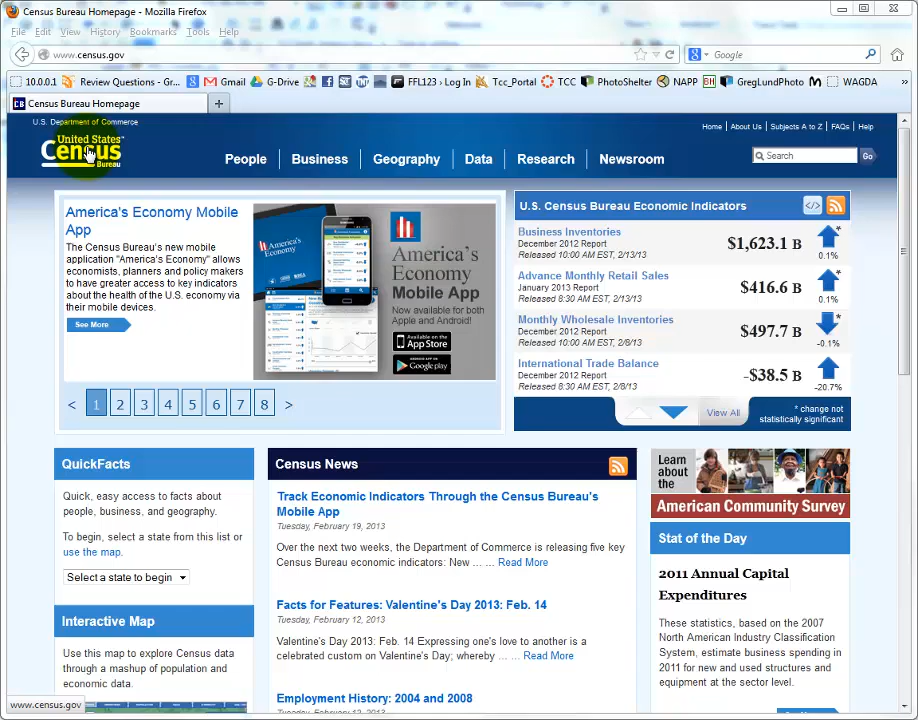 Census Bureau Homepage - Mozilla Firefox
File Edit View History Bookmarks Tools Help
www.census.gov
Google
10.0.0.1 Review Questions - Gr... Gmail G-Drive FFL123 > Log In Tcc_Portal TCC PhotoShelter NAPP BH GregLundPhoto WAGDA »
Census Bureau Homepage
U.S. Department of Commerce
Home | About Us | Subjects A to Z | FAQs | Help
United States™
Census
Bureau
People Business Geography Data Research Newsroom
Search Go
America's Economy Mobile
App
The Census Bureau's new mobile
application "America's Economy" allows
economists, planners and policy makers
to have greater access to key indicators
about the health of the U.S. economy via
their mobile devices.
See More
America's
Economy
America's
Economy
Mobile App
Now available for both
Apple and Android!
Available on the
App Store
ANDROID APP ON
Google play
< 1 2 3 4 5 6 7 8 >
U.S. Census Bureau Economic Indicators </>
Business Inventories
December 2012 Report
Released 10:00 AM EST, 2/13/13
$1,623.1 B
*
0.1%
Advance Monthly Retail Sales
January 2013 Report
Released 8:30 AM EST, 2/13/13
$416.6 B
*
0.1%
Monthly Wholesale Inventories
December 2012 Report
Released 10:00 AM EST, 2/8/13
$497.7 B
*
-0.1%
International Trade Balance
December 2012 Report
Released 8:30 AM EST, 2/8/13
-$38.5 B
-20.7%
View All
* change not
statistically significant
QuickFacts
Quick, easy access to facts about
people, business, and geography.
To begin, select a state from this list or
use the map.
Select a state to begin
Interactive Map
Use this map to explore Census data
through a mashup of population and
economic data.
Census News
Track Economic Indicators Through the Census Bureau's
Mobile App
Tuesday, February 19, 2013
Over the next two weeks, the Department of Commerce is releasing five key
Census Bureau economic indicators: New ... ... Read More
Facts for Features: Valentine's Day 2013: Feb. 14
Tuesday, February 12, 2013
Valentine's Day 2013: Feb. 14 Expressing one's love to another is a
celebrated custom on Valentine's Day; whereby ... ... Read More
Employment History: 2004 and 2008
Learn
about
the
American Community Survey
Stat of the Day
2011 Annual Capital
Expenditures
These statistics, based on the 2007
North American Industry Classification
System, estimate business spending in
2011 for new and used structures and
equipment at the sector level.
www.census.gov